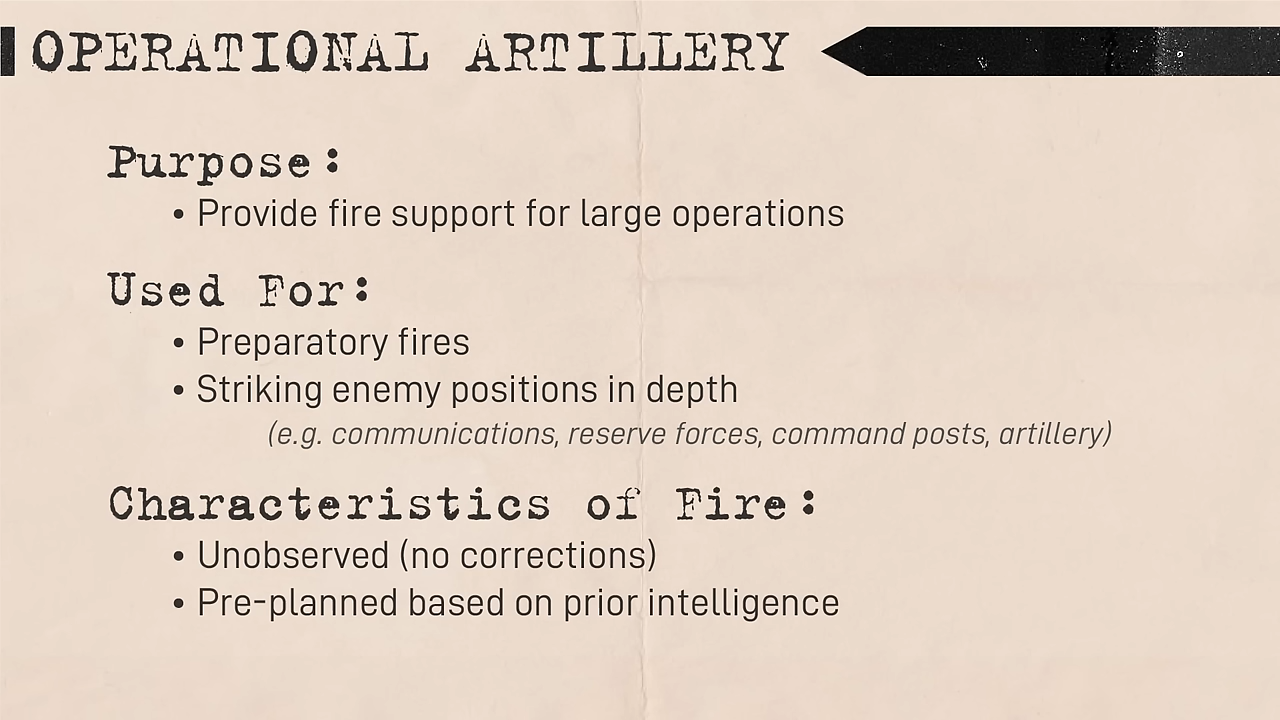 OPERATIONAL ARTILLERY
Purpose:
• Provide fire support for large operations
Used For:
• Preparatory fires
• Striking enemy positions in depth
(e.g. communications, reserve forces, command posts, artillery)
Characteristics of Fire:
• Unobserved (no corrections)
• Pre-planned based on prior intelligence